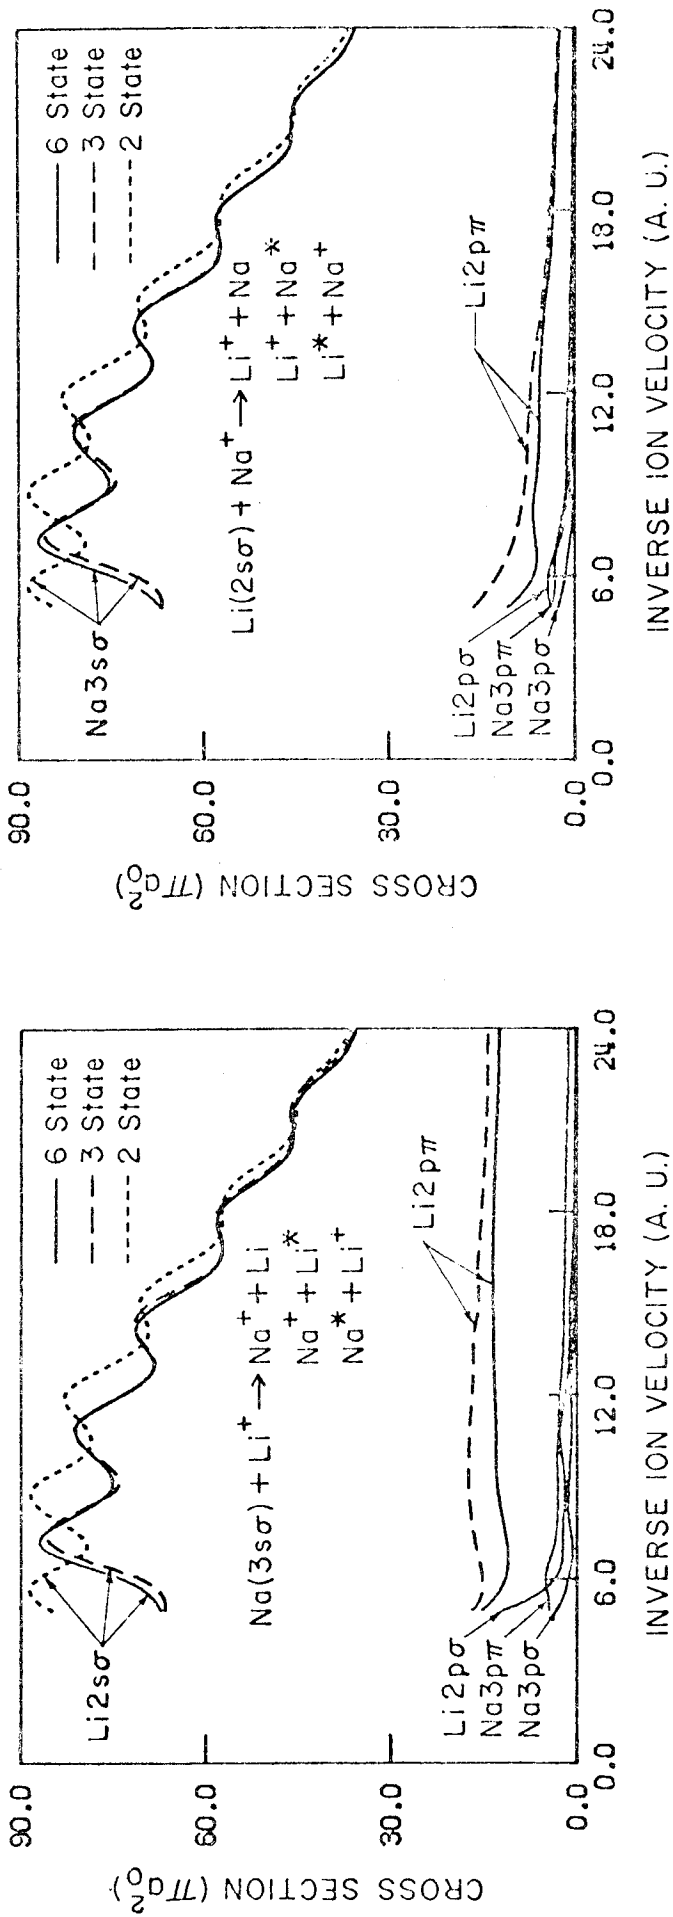 90.0
60.0
30.0
0.0
CROSS SECTION (πa₀²)
0.0
6.0
12.0
18.0
24.0
INVERSE ION VELOCITY (A. U.)
6 State
3 State
2 State
Li2sσ
Na(3sσ) + Li⁺ → Na⁺ + Li
Na⁺ + Li*
Na* + Li⁺
Li2pπ
Li2pσ
Na3pπ
Na3pσ
90.0
60.0
30.0
0.0
CROSS SECTION (πa₀²)
0.0
6.0
12.0
18.0
24.0
INVERSE ION VELOCITY (A. U.)
6 State
3 State
2 State
Na3sσ
Li(2sσ) + Na⁺ → Li⁺ + Na
Li⁺ + Na*
Li* + Na⁺
Li2pπ
Li2pσ
Na3pπ
Na3pσ